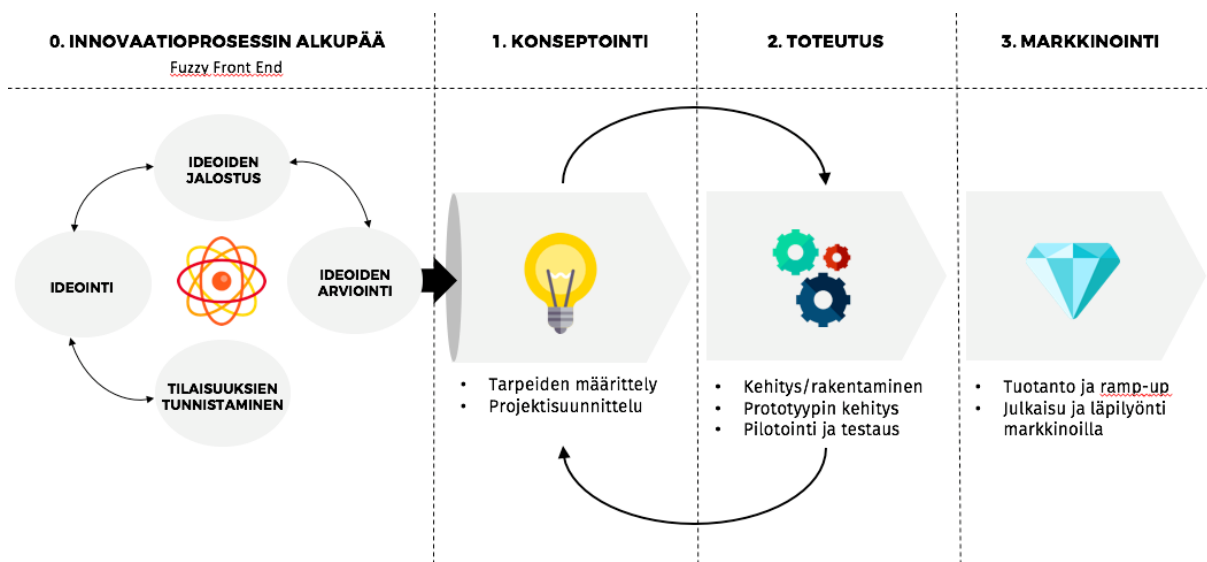 0. INNOVAATIOPROSESSIN ALKUPÄÄ
Fuzzy Front End
1. KONSEPTOINTI
2. TOTEUTUS
3. MARKKINOINTI
IDEOIDEN
JALOSTUS
IDEOINTI
IDEOIDEN
ARVIOINTI
TILAISUUKSIEN
TUNNISTAMINEN
• Tarpeiden määrittely
• Projektisuunnittelu
• Kehitys/rakentaminen
• Prototyypin kehitys
• Pilotointi ja testaus
• Tuotanto ja ramp-up
• Julkaisu ja läpilyönti
markkinoilla